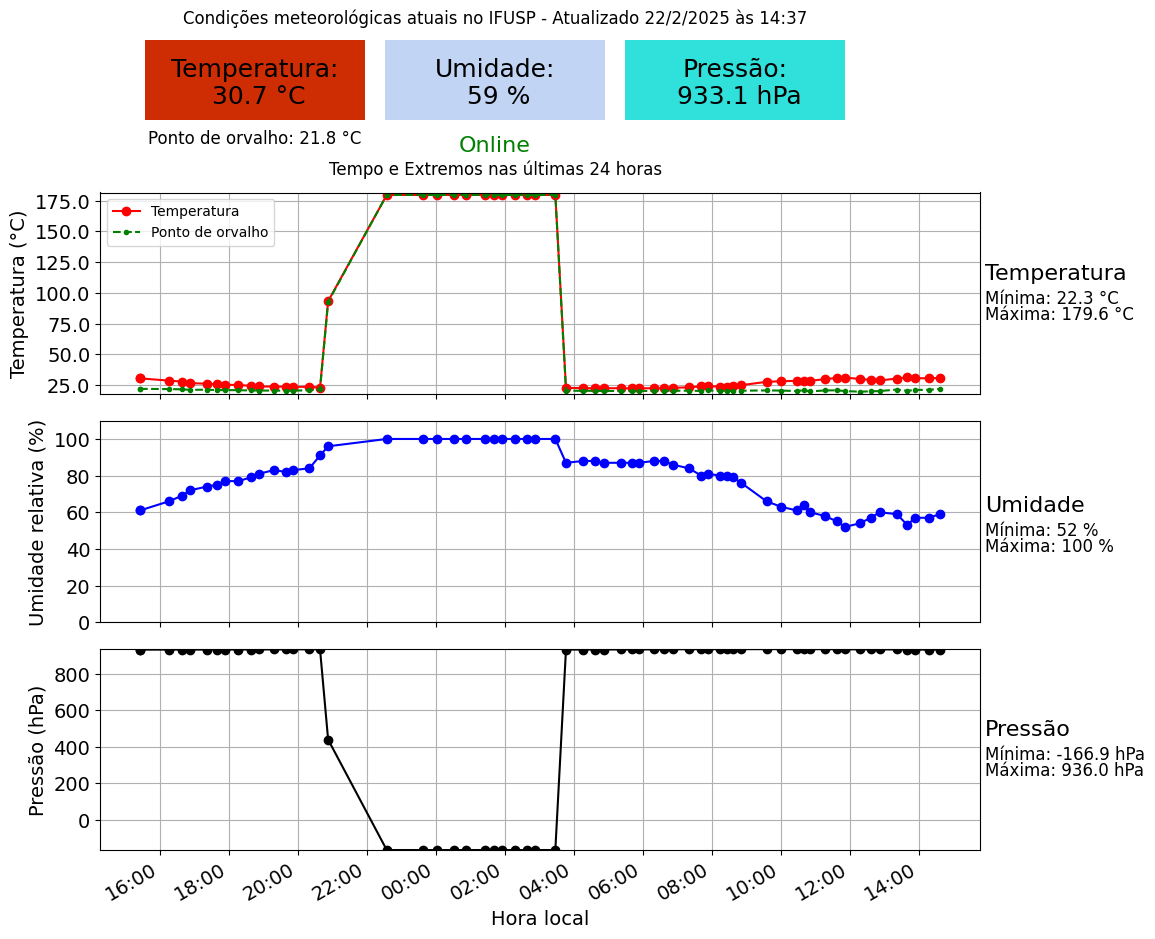 Condições meteorológicas atuais no IFUSP - Atualizado 22/2/2025 às 14:37
Temperatura:
30.7 °C
Umidade:
59 %
Pressão:
933.1 hPa
Ponto de orvalho: 21.8 °C
Online
Tempo e Extremos nas últimas 24 horas
Temperatura (°C)
175.0
150.0
125.0
100.0
75.0
50.0
25.0
Temperatura
Ponto de orvalho
Temperatura
Mínima: 22.3 °C
Máxima: 179.6 °C
Umidade relativa (%)
100
80
60
40
20
0
Umidade
Mínima: 52 %
Máxima: 100 %
Pressão (hPa)
800
600
400
200
0
Pressão
Mínima: -166.9 hPa
Máxima: 936.0 hPa
16:00 18:00 20:00 22:00 00:00 02:00 04:00 06:00 08:00 10:00 12:00 14:00
Hora local